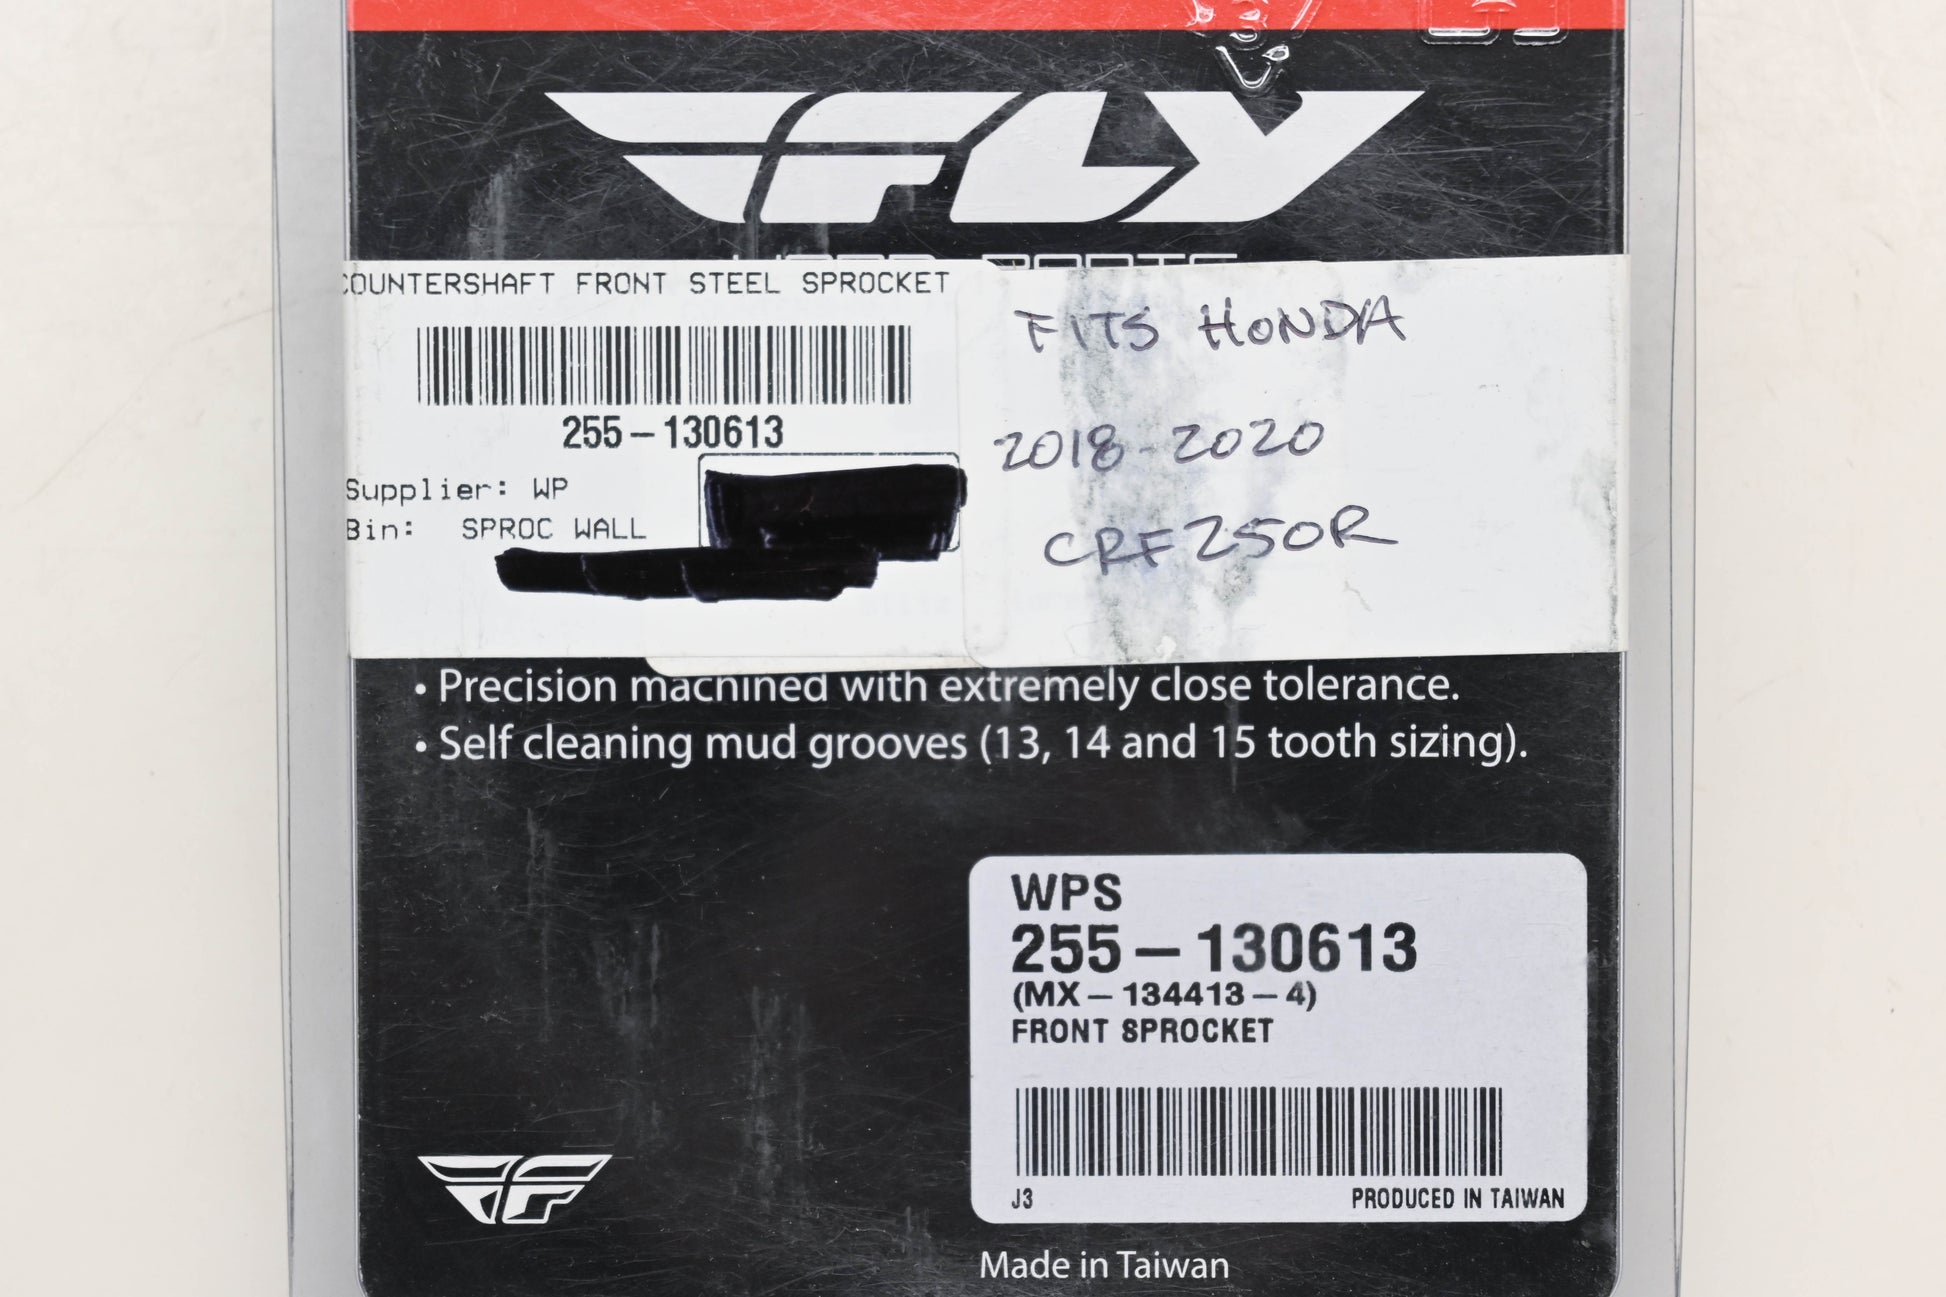 FLY
COUNTERSHAFT FRONT STEEL SPROCKET
255-130613
Supplier: WP
Bin: SPROC WALL
FITS HONDA
2018-2020
CRF250R
• Precision machined with extremely close tolerance.
• Self cleaning mud grooves (13, 14 and 15 tooth sizing).
WPS
255-130613
(MX-134413-4)
FRONT SPROCKET
J3 PRODUCED IN TAIWAN
Made in Taiwan